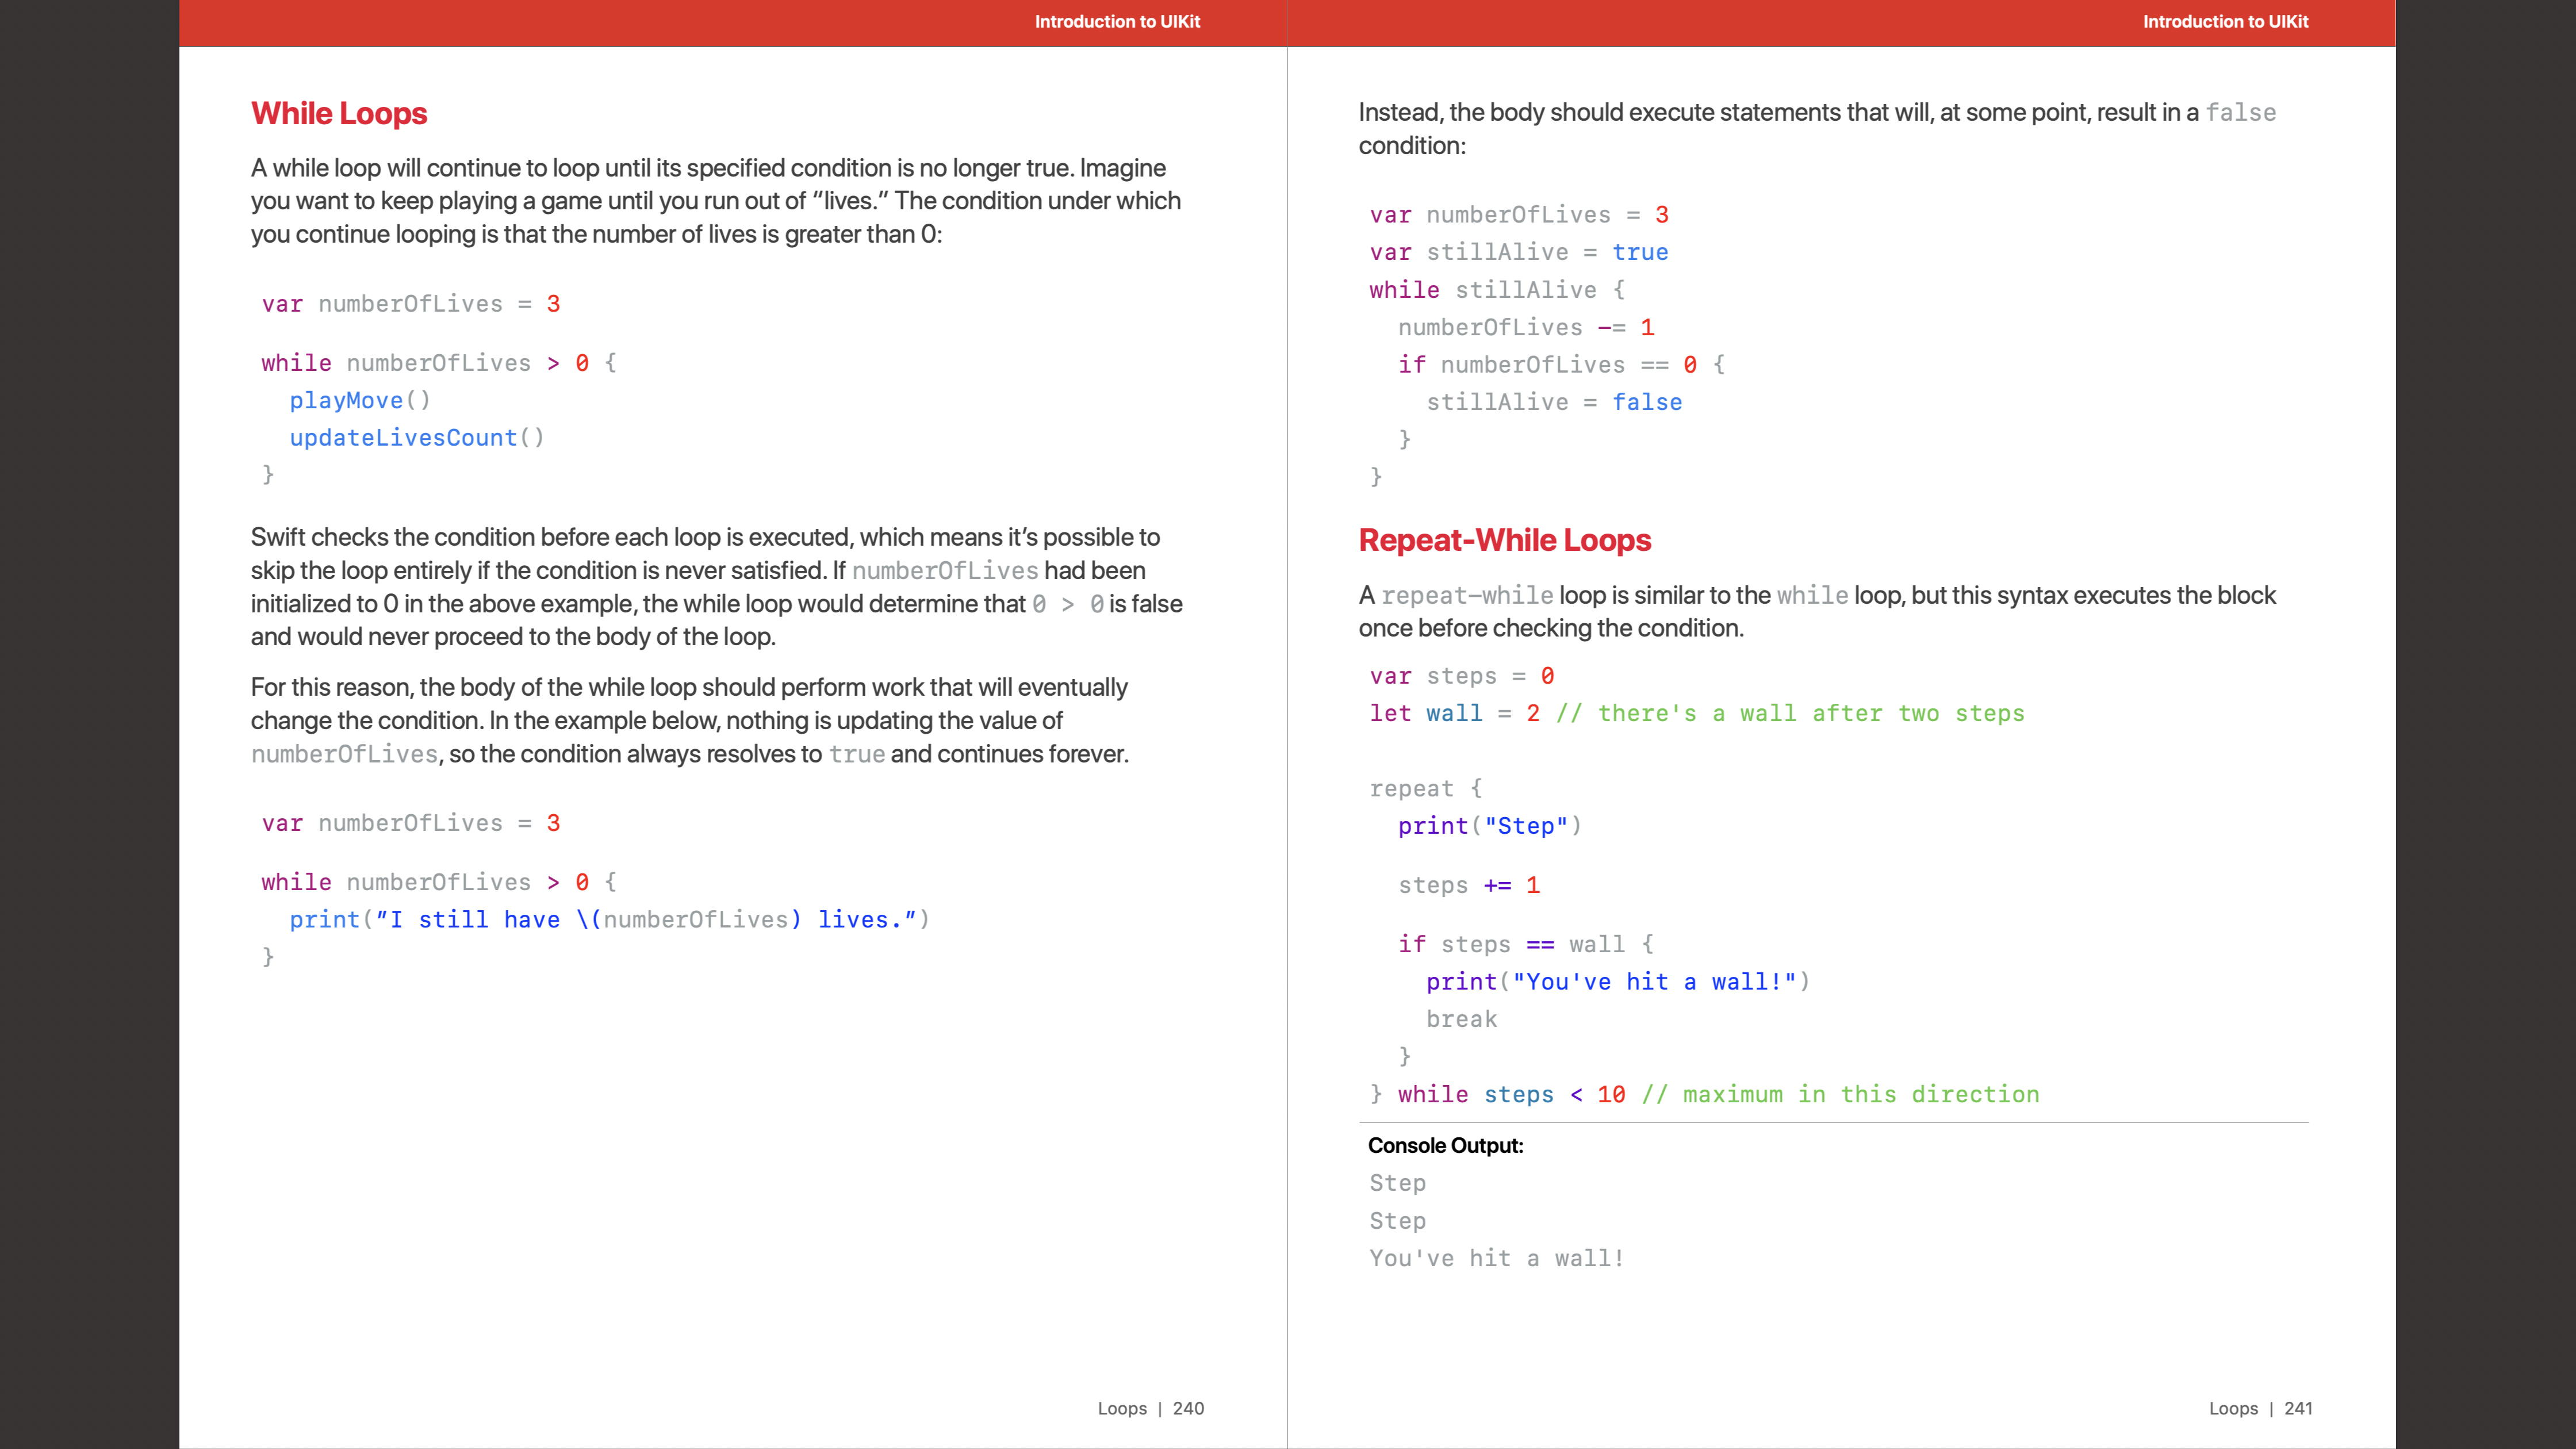 Introduction to UIKit
While Loops
A while loop will continue to loop until its specified condition is no longer true. Imagine
you want to keep playing a game until you run out of “lives.” The condition under which
you continue looping is that the number of lives is greater than 0:
var numberOfLives = 3
while numberOfLives > 0 {
  playMove()
  updateLivesCount()
}
Swift checks the condition before each loop is executed, which means it’s possible to
skip the loop entirely if the condition is never satisfied. If numberOfLives had been
initialized to 0 in the above example, the while loop would determine that 0 > 0 is false
and would never proceed to the body of the loop.
For this reason, the body of the while loop should perform work that will eventually
change the condition. In the example below, nothing is updating the value of
numberOfLives, so the condition always resolves to true and continues forever.
var numberOfLives = 3
while numberOfLives > 0 {
  print(”I still have \(numberOfLives) lives.”)
}
Loops | 240
Introduction to UIKit
Instead, the body should execute statements that will, at some point, result in a false
condition:
var numberOfLives = 3
var stillAlive = true
while stillAlive {
  numberOfLives -= 1
  if numberOfLives == 0 {
    stillAlive = false
  }
}
Repeat-While Loops
A repeat-while loop is similar to the while loop, but this syntax executes the block
once before checking the condition.
var steps = 0
let wall = 2 // there's a wall after two steps
repeat {
  print("Step")
  steps += 1
  if steps == wall {
    print("You've hit a wall!")
    break
  }
} while steps < 10 // maximum in this direction
Console Output:
Step
Step
You've hit a wall!
Loops | 241